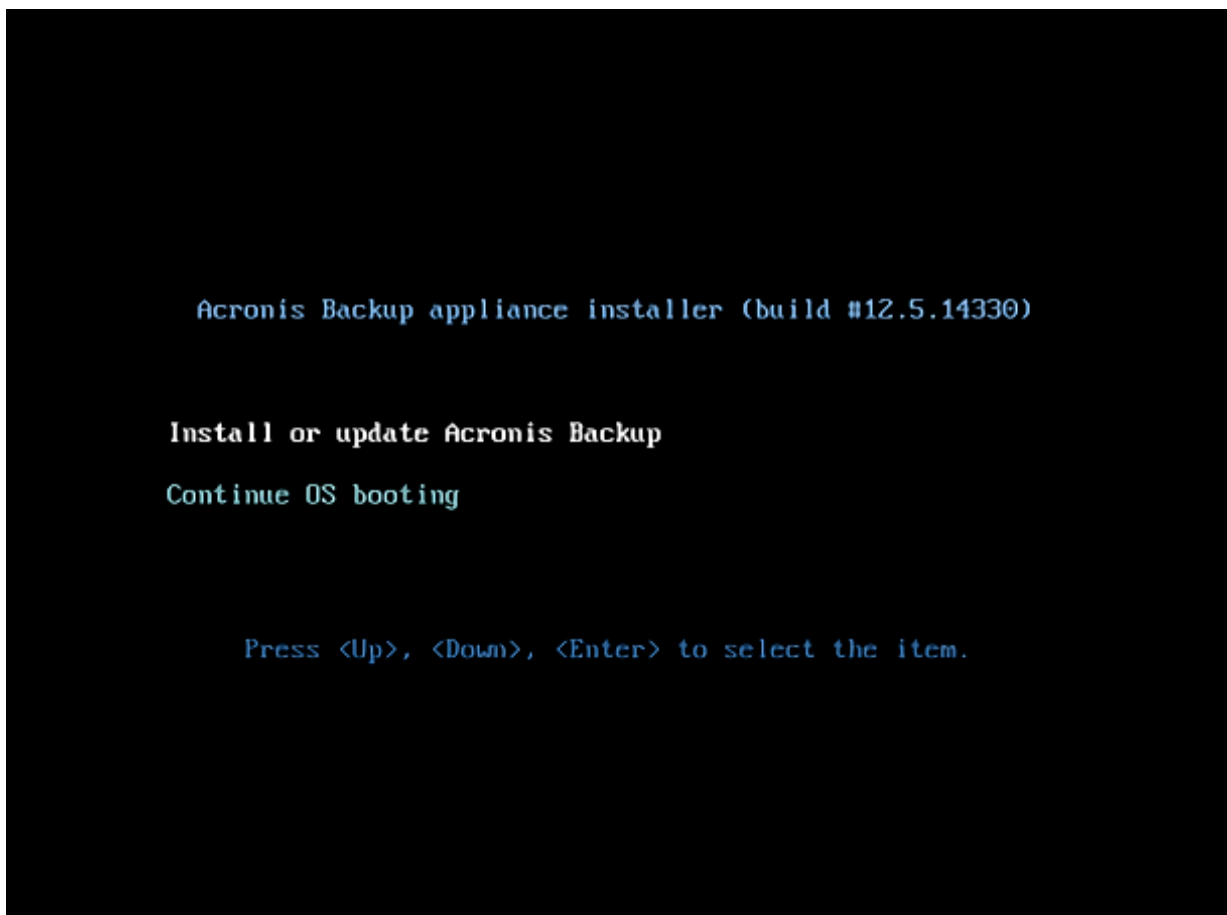 Acronis Backup appliance installer (build #12.5.14330)
Install or update Acronis Backup
Continue OS booting
Press <Up>, <Down>, <Enter> to select the item.